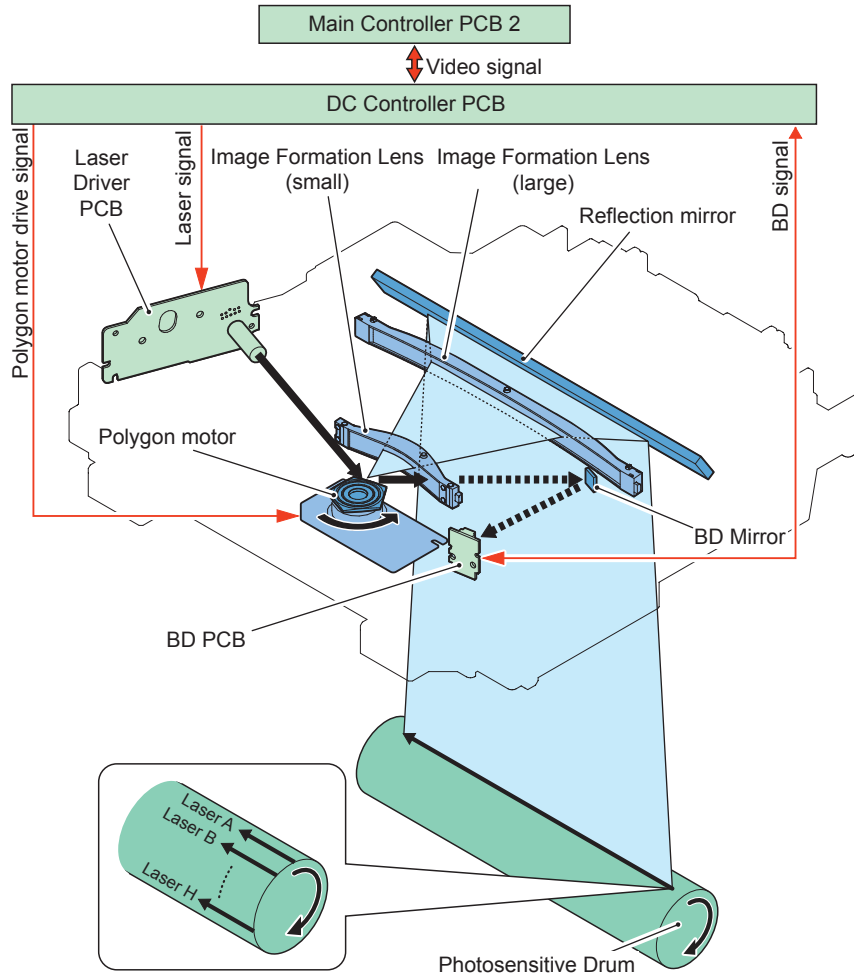 Main Controller PCB 2
Video signal
DC Controller PCB
Polygon motor drive signal
Laser
Driver
PCB
Laser signal
Image Formation Lens
(small)
Image Formation Lens
(large)
Reflection mirror
BD signal
Polygon motor
BD Mirror
BD PCB
Laser A
Laser B
Laser H
Photosensitive Drum